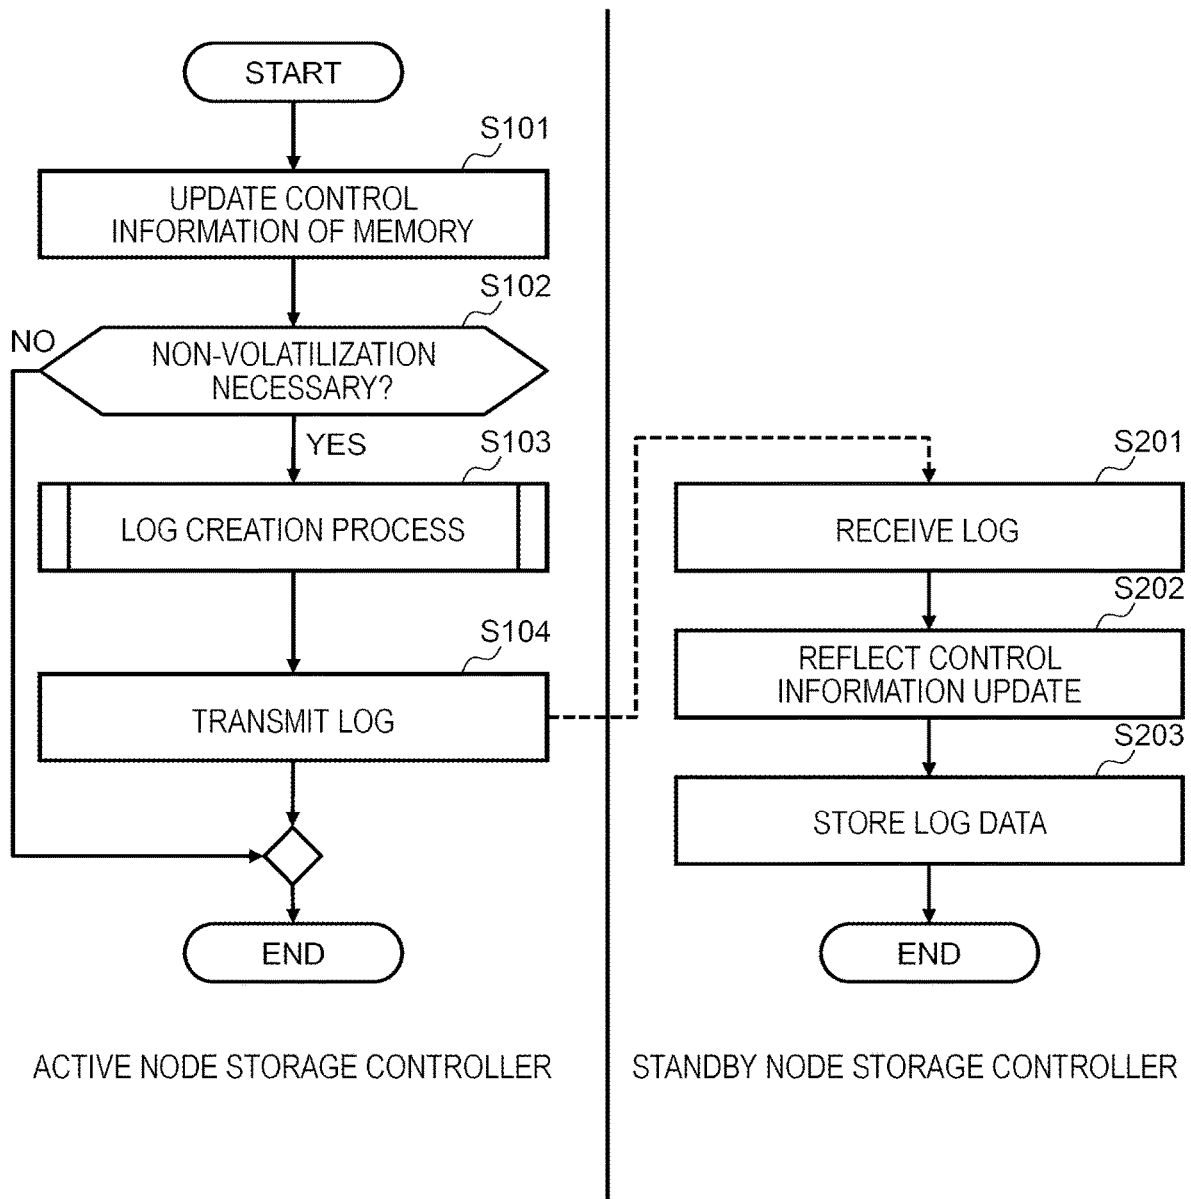 START
S101
UPDATE CONTROL
INFORMATION OF MEMORY
S102
NO
NON-VOLATILIZATION
NECESSARY?
YES
S103
LOG CREATION PROCESS
S104
TRANSMIT LOG
END
ACTIVE NODE STORAGE CONTROLLER
S201
RECEIVE LOG
S202
REFLECT CONTROL
INFORMATION UPDATE
S203
STORE LOG DATA
END
STANDBY NODE STORAGE CONTROLLER